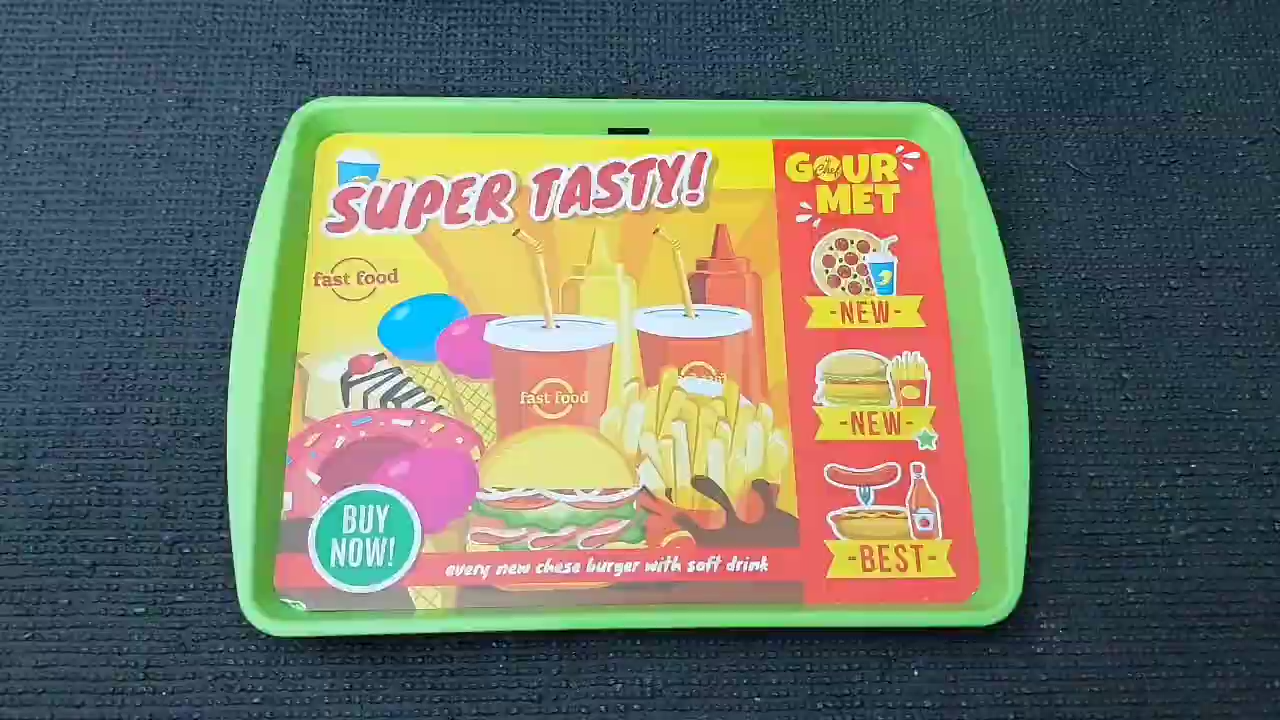 SUPER TASTY!
fast food
fast food
BUY
NOW!
every new chese burger with soft drink
GOUR
Chef
MET
-NEW-
-NEW-
-BEST-